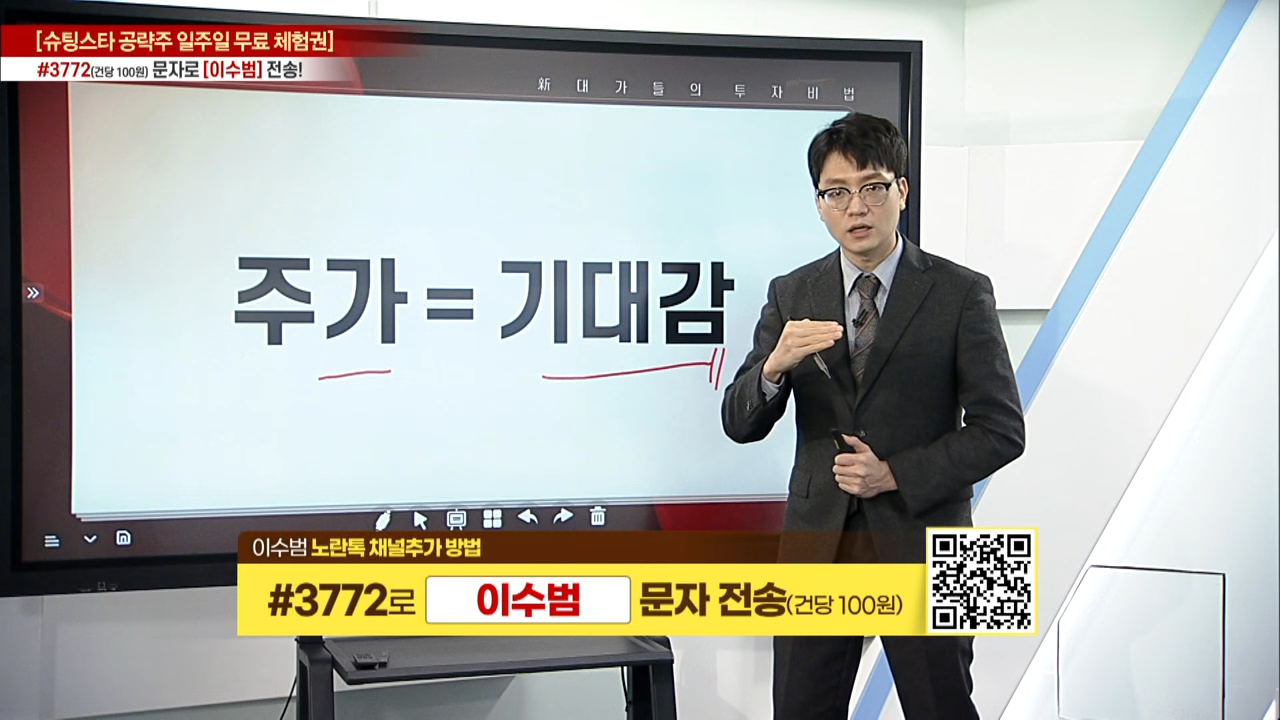 [슈팅스타 공략주 일주일 무료 체험권]
#3772(건당 100원) 문자로 [이수범] 전송!
新 대가들의 투자비법
주가 = 기대감
이수범 노란톡 채널추가 방법
#3772로 이수범 문자 전송(건당 100원)